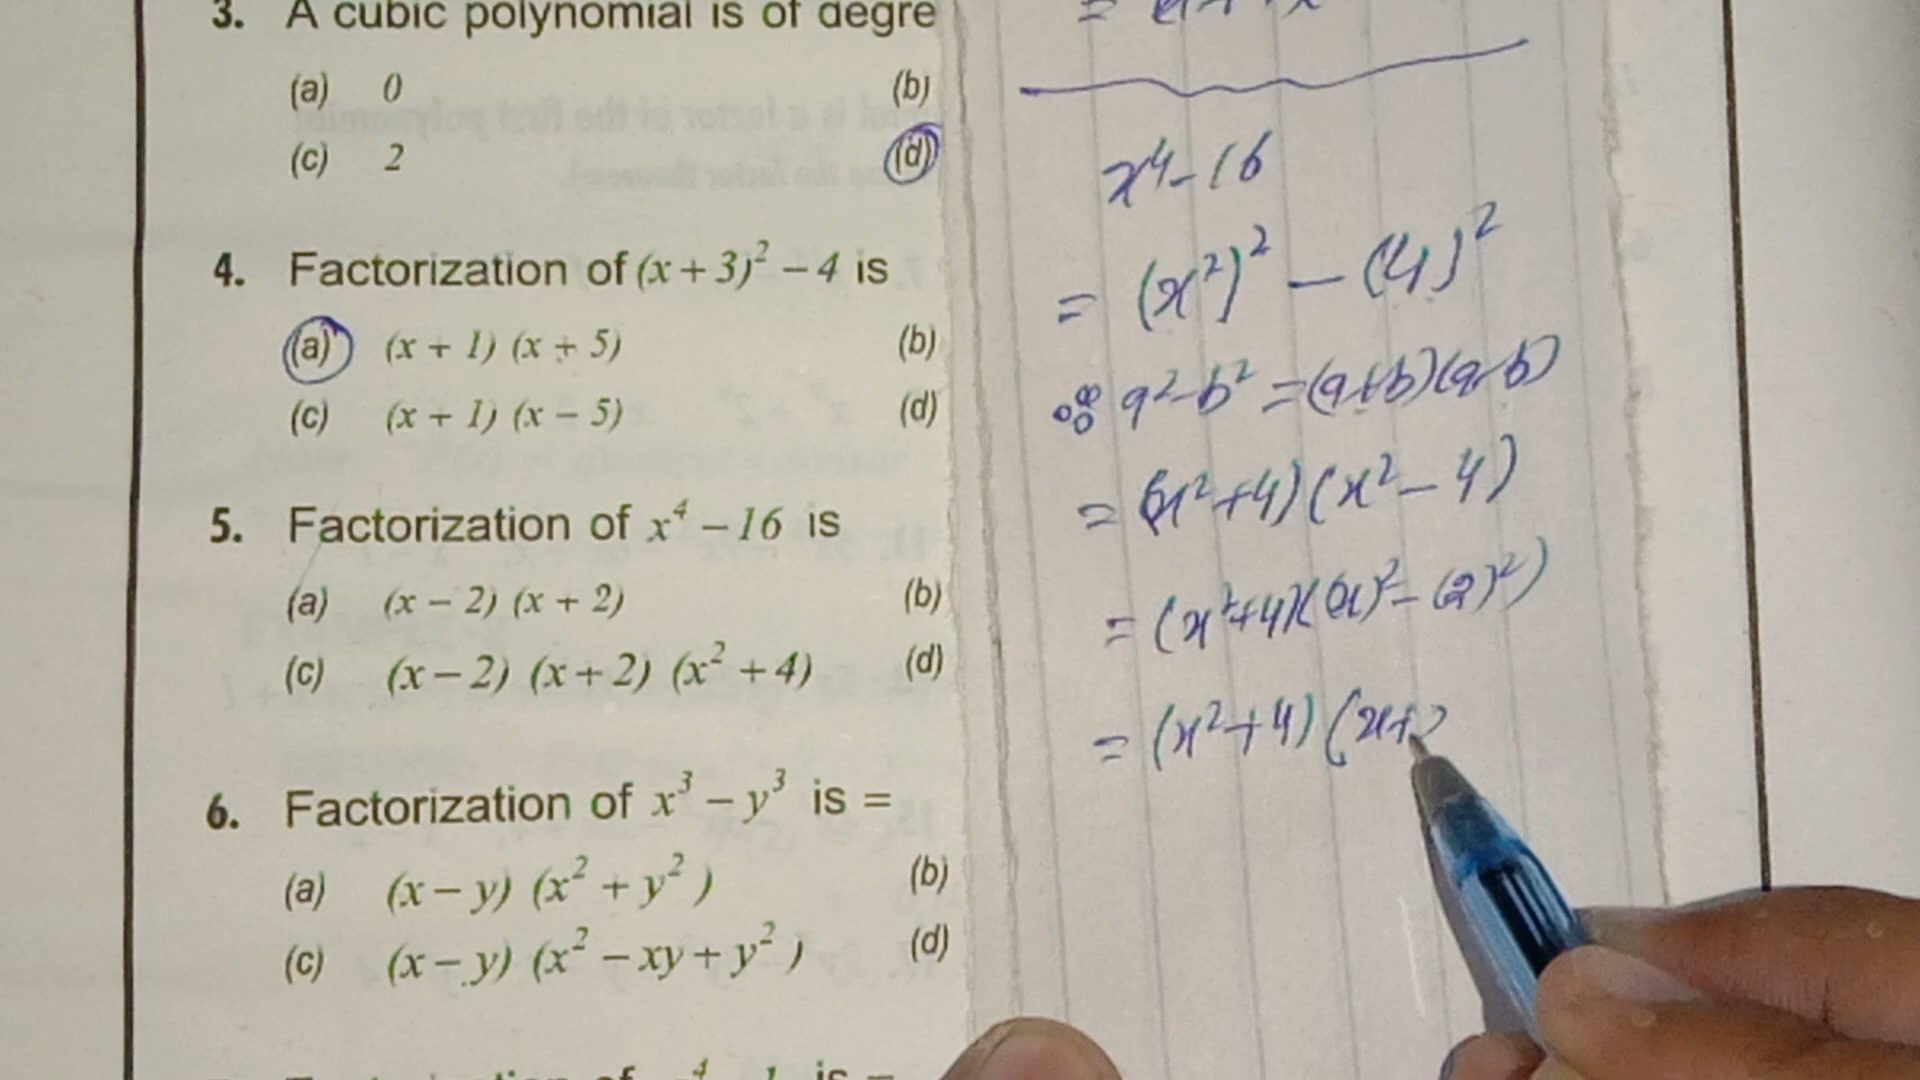 3. A cubic polynomial is of degre
(a) 0 (b)
(c) 2 (d)
4. Factorization of (x + 3)² – 4 is
(a) (x + 1) (x + 5) (b)
(c) (x + 1) (x – 5) (d)
5. Factorization of x⁴ – 16 is
(a) (x – 2) (x + 2) (b)
(c) (x – 2) (x + 2) (x² + 4) (d)
6. Factorization of x³ – y³ is =
(a) (x – y) (x² + y²) (b)
(c) (x – y) (x² – xy + y²) (d)
x⁴ - 16
= (x²)² - (4)²
a² - b² = (a+b)(a-b)
= (x²+4)(x²-4)
= (x²+4)((x)²-(2)²)
= (x²+4)(x+2